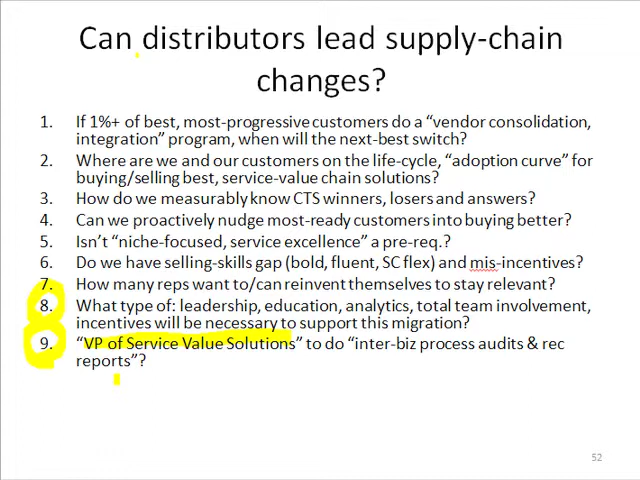 Can distributors lead supply-chain
changes?
1. If 1%+ of best, most-progressive customers do a “vendor consolidation,
integration” program, when will the next-best switch?
2. Where are we and our customers on the life-cycle, “adoption curve” for
buying/selling best, service-value chain solutions?
3. How do we measurably know CTS winners, losers and answers?
4. Can we proactively nudge most-ready customers into buying better?
5. Isn’t “niche-focused, service excellence” a pre-req.?
6. Do we have selling-skills gap (bold, fluent, SC flex) and mis-incentives?
7. How many reps want to/can reinvent themselves to stay relevant?
8. What type of: leadership, education, analytics, total team involvement,
incentives will be necessary to support this migration?
9. “VP of Service Value Solutions” to do “inter-biz process audits & rec
reports”?
52